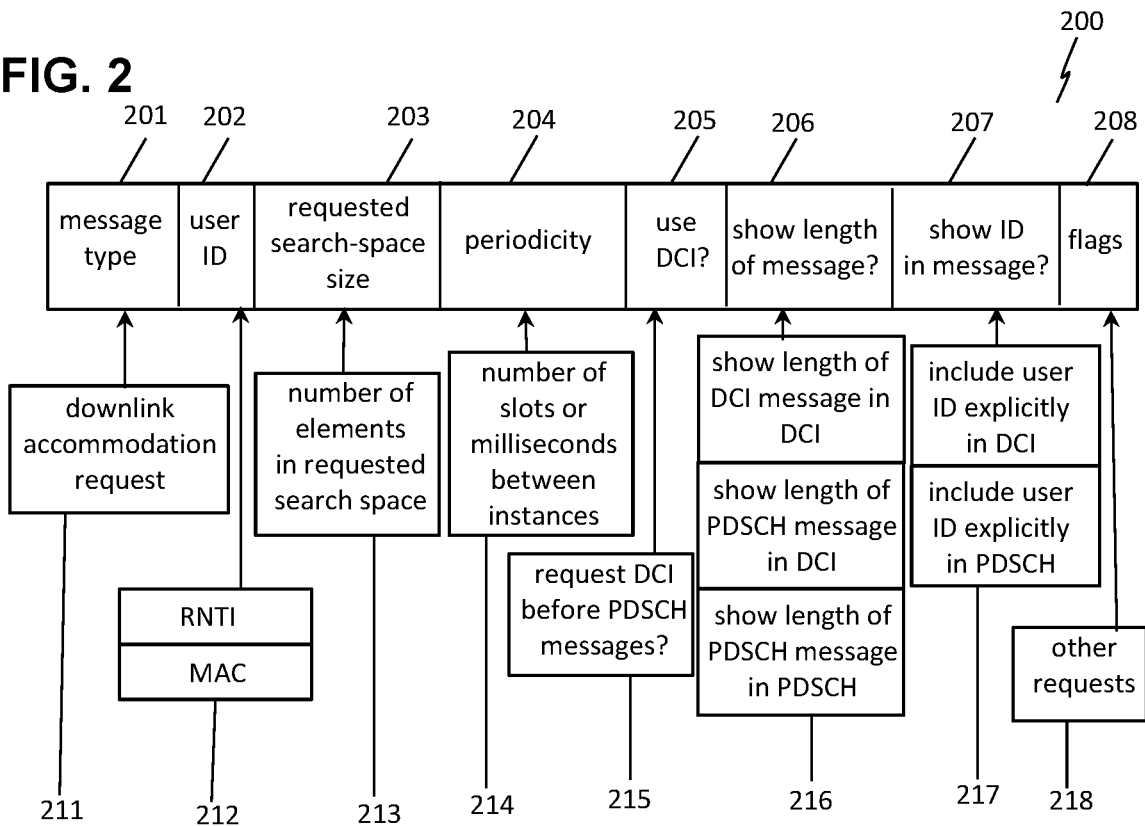 200
FIG. 2
201
202
203
204
205
206
207
208
message
type
user
ID
requested
search-space
size
periodicity
use
DCI?
show length
of message?
show ID
in message?
flags
downlink
accommodation
request
RNTI
MAC
number of
elements
in requested
search space
number of
slots or
milliseconds
between
instances
request DCI
before PDSCH
messages?
show length of
DCI message in
DCI
show length of
PDSCH message
in DCI
show length of
PDSCH message
in PDSCH
include user
ID explicitly
in DCI
include user
ID explicitly
in PDSCH
other
requests
211
212
213
214
215
216
217
218